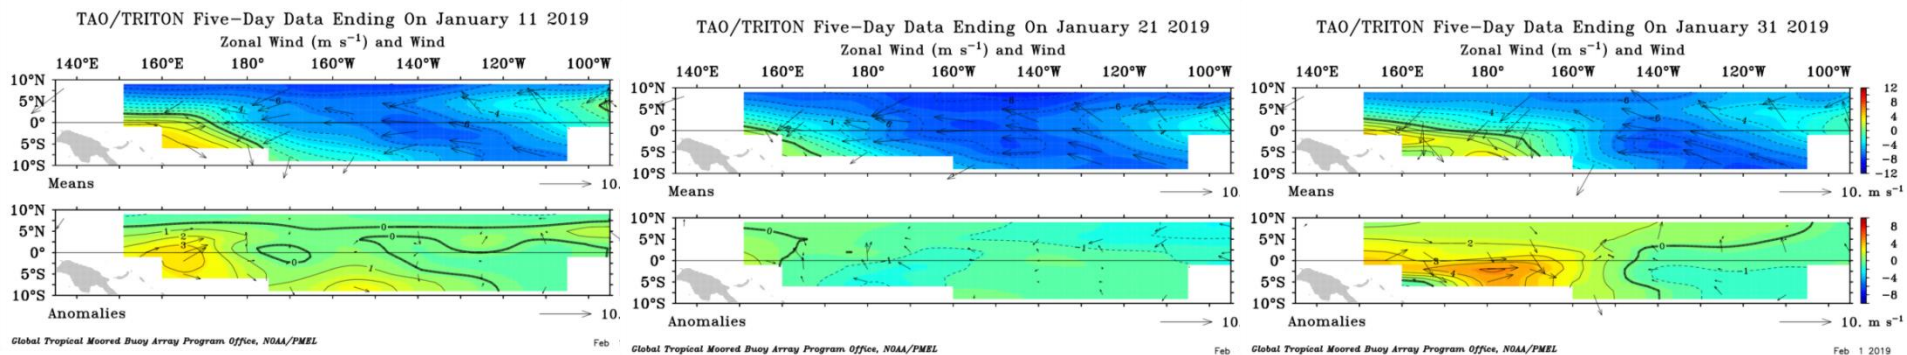 TAO/TRITON Five-Day Data Ending On January 11 2019
Zonal Wind (m s⁻¹) and Wind
140°E 160°E 180° 160°W 140°W 120°W 100°W
10°N
5°N
0°
5°S
10°S
Means
10.
10°N
5°N
0°
5°S
10°S
Anomalies
10.
Global Tropical Moored Buoy Array Program Office, NOAA/PMEL
Feb
TAO/TRITON Five-Day Data Ending On January 21 2019
Zonal Wind (m s⁻¹) and Wind
140°E 160°E 180° 160°W 140°W 120°W 100°W
10°N
5°N
0°
5°S
10°S
Means
10.
10°N
5°N
0°
5°S
10°S
Anomalies
10.
Global Tropical Moored Buoy Array Program Office, NOAA/PMEL
Feb
TAO/TRITON Five-Day Data Ending On January 31 2019
Zonal Wind (m s⁻¹) and Wind
140°E 160°E 180° 160°W 140°W 120°W 100°W
10°N
5°N
0°
5°S
10°S
12
8
4
0
-4
-8
-12
Means
10. m s⁻¹
10°N
5°N
0°
5°S
10°S
8
4
0
-4
-8
Anomalies
10. m s⁻¹
Global Tropical Moored Buoy Array Program Office, NOAA/PMEL
Feb 1 2019